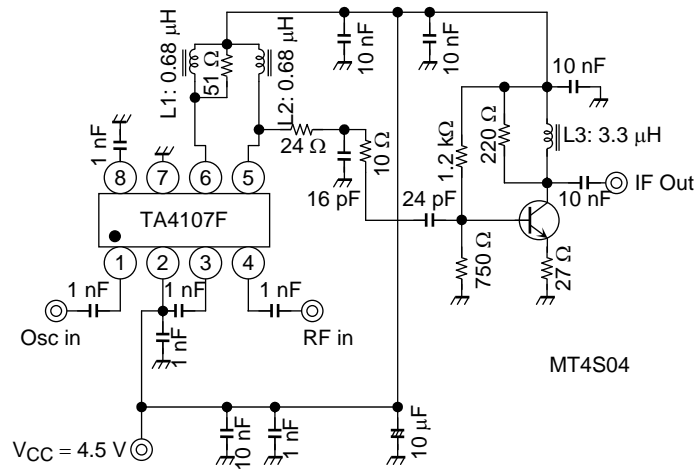 L1: 0.68 μH
51 Ω
L2: 0.68 μH
10 nF
10 nF
10 nF
1.2 kΩ
220 Ω
L3: 3.3 μH
1 nF
24 Ω
10 Ω
16 pF
24 pF
10 nF
IF Out
8
7
6
5
TA4107F
1
2
3
4
750 Ω
27 Ω
1 nF
1 nF
1 nF
Osc in
1 nF
RF in
MT4S04
VCC = 4.5 V
10 nF
1 nF
10 μF